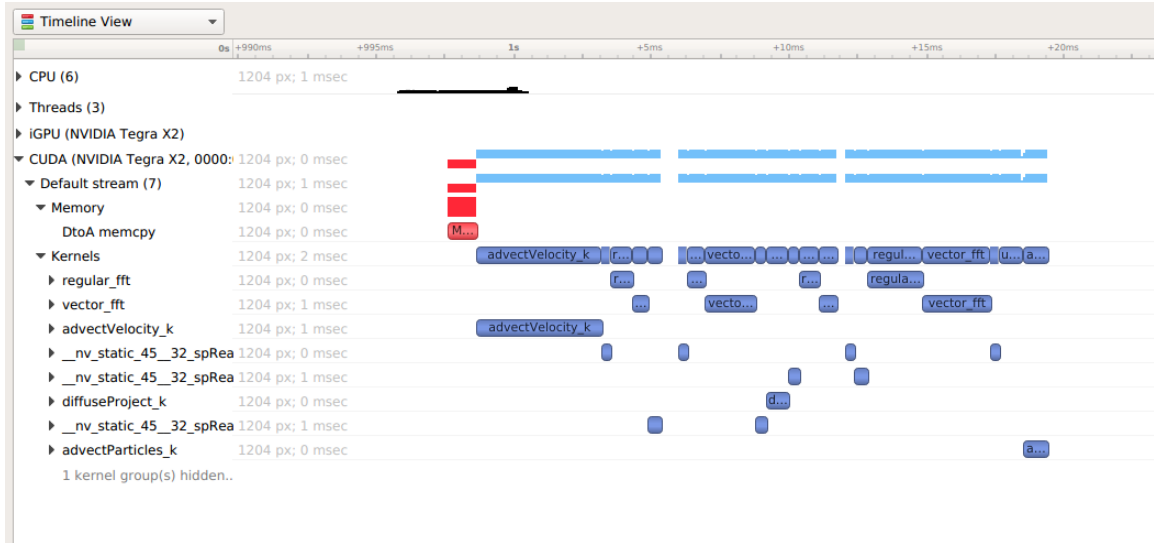 Timeline View
0s +990ms +995ms 1s +5ms +10ms +15ms +20ms
CPU (6) 1204 px; 1 msec
Threads (3)
iGPU (NVIDIA Tegra X2)
CUDA (NVIDIA Tegra X2, 0000: 1204 px; 0 msec
Default stream (7) 1204 px; 1 msec
Memory 1204 px; 0 msec
DtoA memcpy 1204 px; 0 msec M...
Kernels 1204 px; 2 msec advectVelocity_k r... ... vecto... ... ... ... regul... vector_fft u... a...
regular_fft 1204 px; 0 msec r... ... r... regula...
vector_fft 1204 px; 1 msec ... vecto... ... vector_fft
advectVelocity_k 1204 px; 1 msec advectVelocity_k
__nv_static_45__32_spRea 1204 px; 0 msec
__nv_static_45__32_spRea 1204 px; 1 msec
diffuseProject_k 1204 px; 0 msec d...
__nv_static_45__32_spRea 1204 px; 1 msec
advectParticles_k 1204 px; 0 msec a...
1 kernel group(s) hidden..